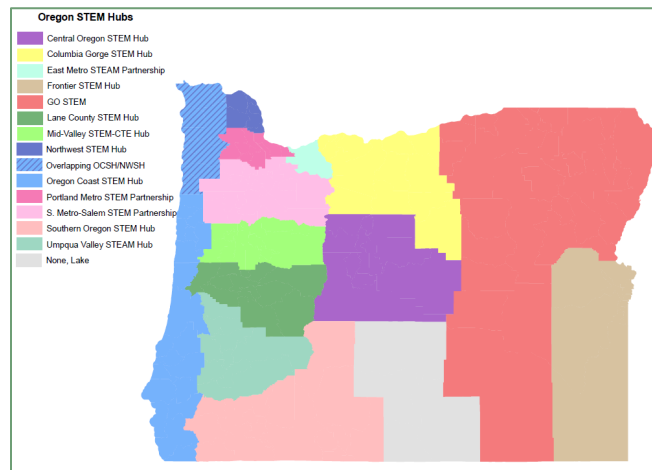 Oregon STEM Hubs
Central Oregon STEM Hub
Columbia Gorge STEM Hub
East Metro STEAM Partnership
Frontier STEM Hub
GO STEM
Lane County STEM Hub
Mid-Valley STEM-CTE Hub
Northwest STEM Hub
Overlapping OCSH/NWSH
Oregon Coast STEM Hub
Portland Metro STEM Partnership
S. Metro-Salem STEM Partnership
Southern Oregon STEM Hub
Umpqua Valley STEAM Hub
None, Lake